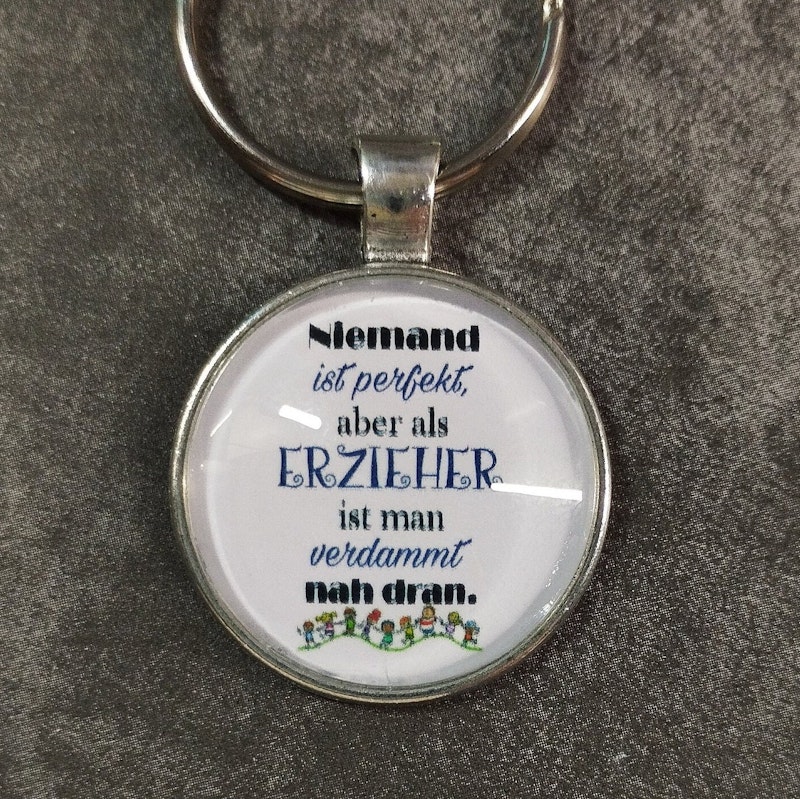 Niemand
ist perfekt,
aber als
ERZIEHER
ist man
verdammt
nah dran.